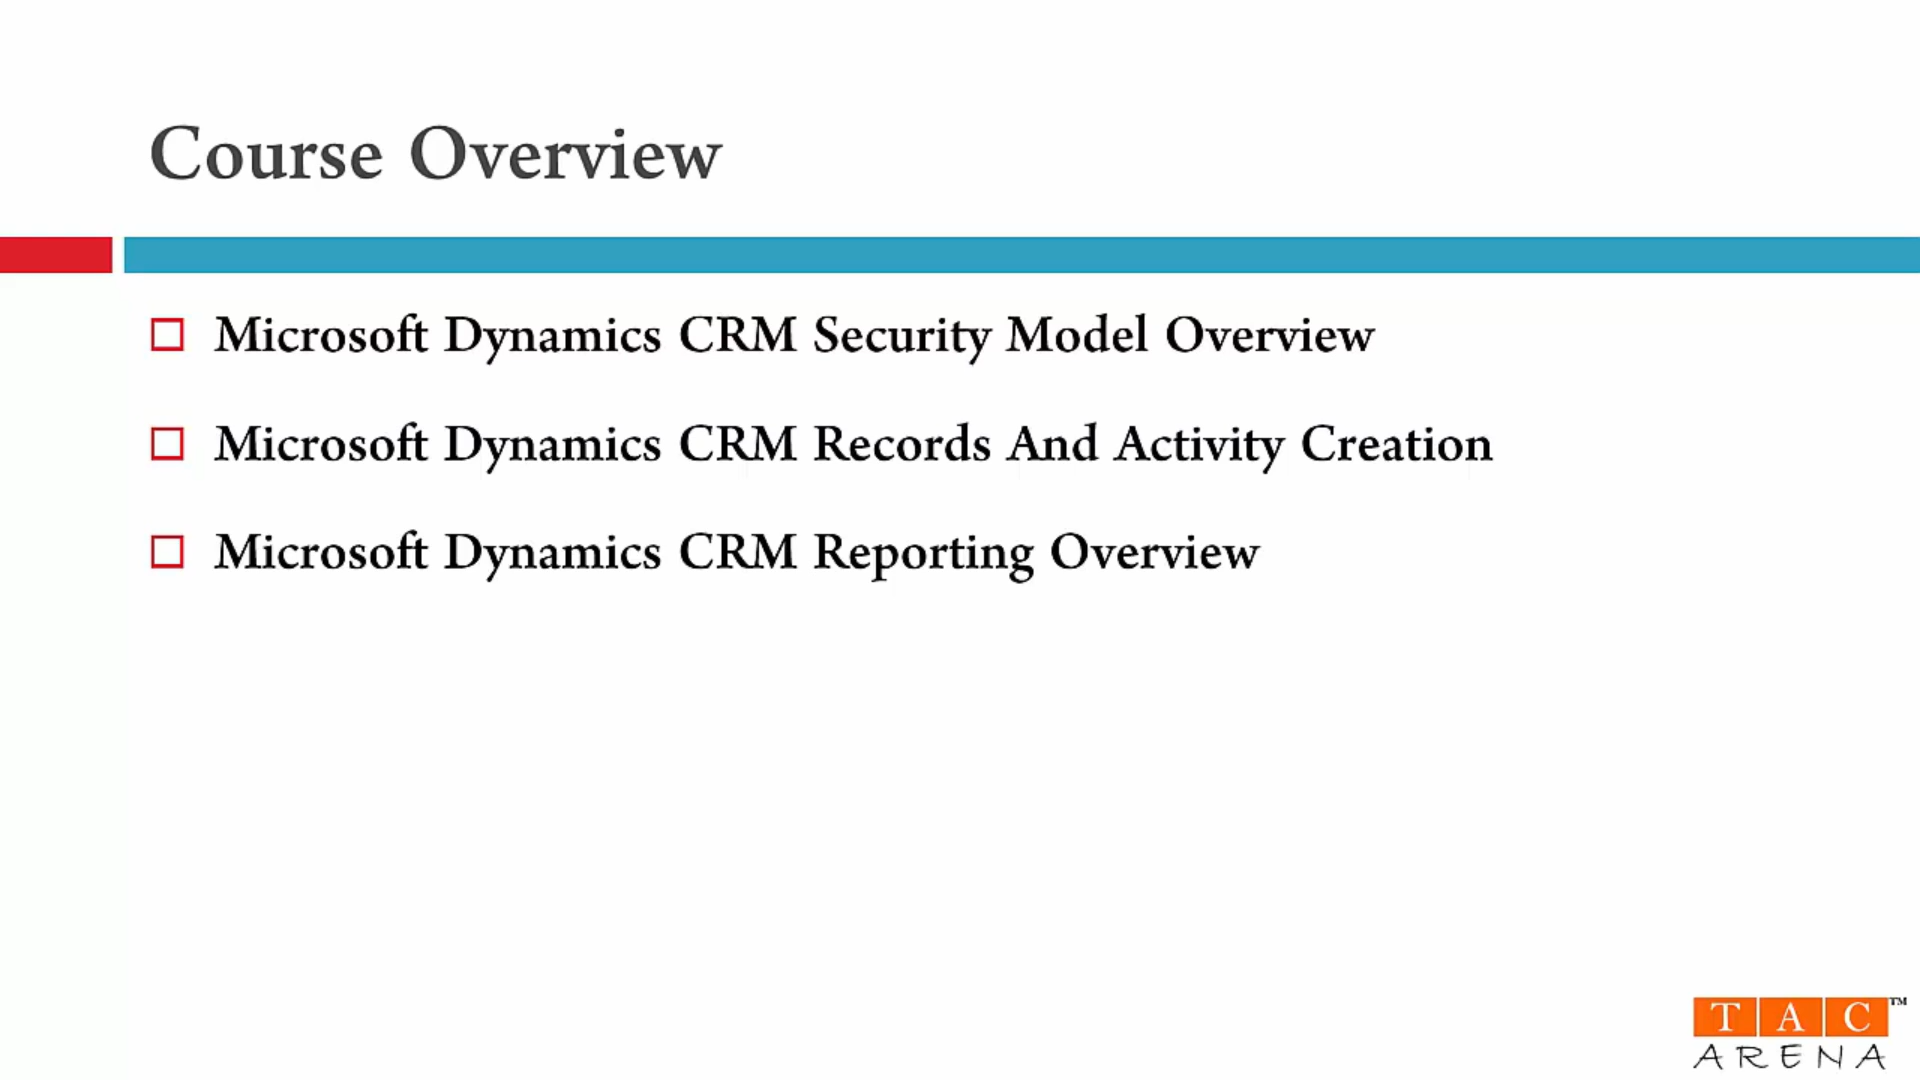 Course Overview
Microsoft Dynamics CRM Security Model Overview
Microsoft Dynamics CRM Records And Activity Creation
Microsoft Dynamics CRM Reporting Overview
TAC™
ARENA